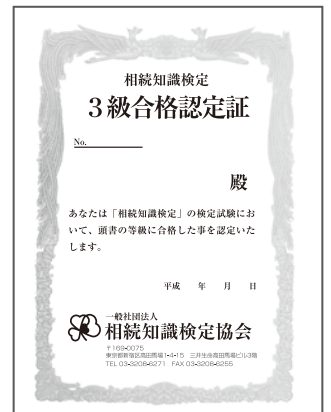 相続知識検定
3級合格認定証
No.
殿
あなたは「相続知識検定」の検定試験にお
いて、頭書の等級に合格した事を認定いた
します。
平成　年　月　日
一般社団法人
相続知識検定協会
〒169-0075
東京都新宿区高田馬場1-4-15　三井生命高田馬場ビル3階
TEL 03-3208-6271　FAX 03-3208-6255